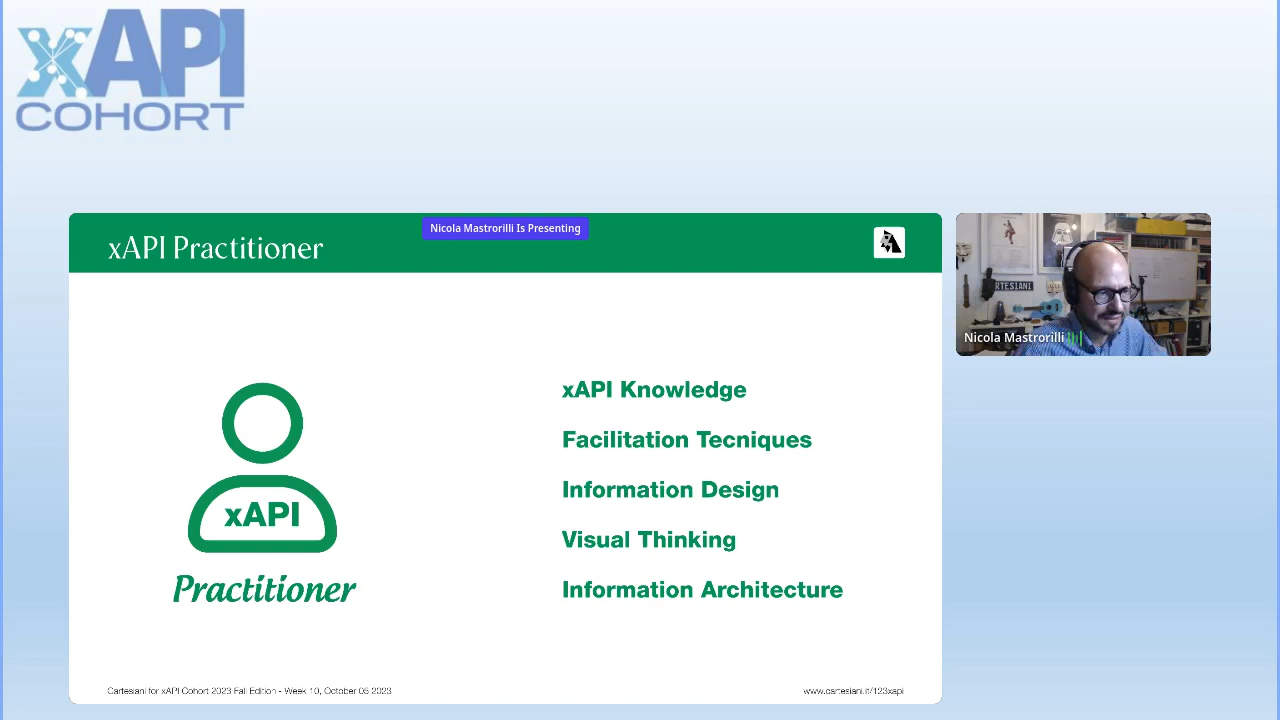 xAPI
COHORT
Nicola Mastrorilli Is Presenting
xAPI Practitioner
xAPI Knowledge
Facilitation Tecniques
Information Design
Visual Thinking
Information Architecture
xAPI
Practitioner
Cartesiani for xAPI Cohort 2023 Fall Edition - Week 10, October 05 2023
www.cartesiani.it/123xapi
RTESIANI
Nicola Mastrorilli